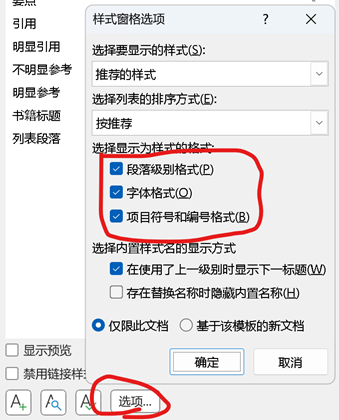 要点
引用
明显引用
不明显参考
明显参考
书籍标题
列表段落
样式窗格选项
?
选择要显示的样式(S):
推荐的样式
选择列表的排序方式(E):
按推荐
选择显示为样式的格式:
段落级别格式(P)
字体格式(O)
项目符号和编号格式(B)
选择内置样式名的显示方式
在使用了上一级别时显示下一标题(W)
存在替换名称时隐藏内置名称(H)
仅限此文档
基于该模板的新文档
确定
取消
显示预览
禁用链接样
选项...